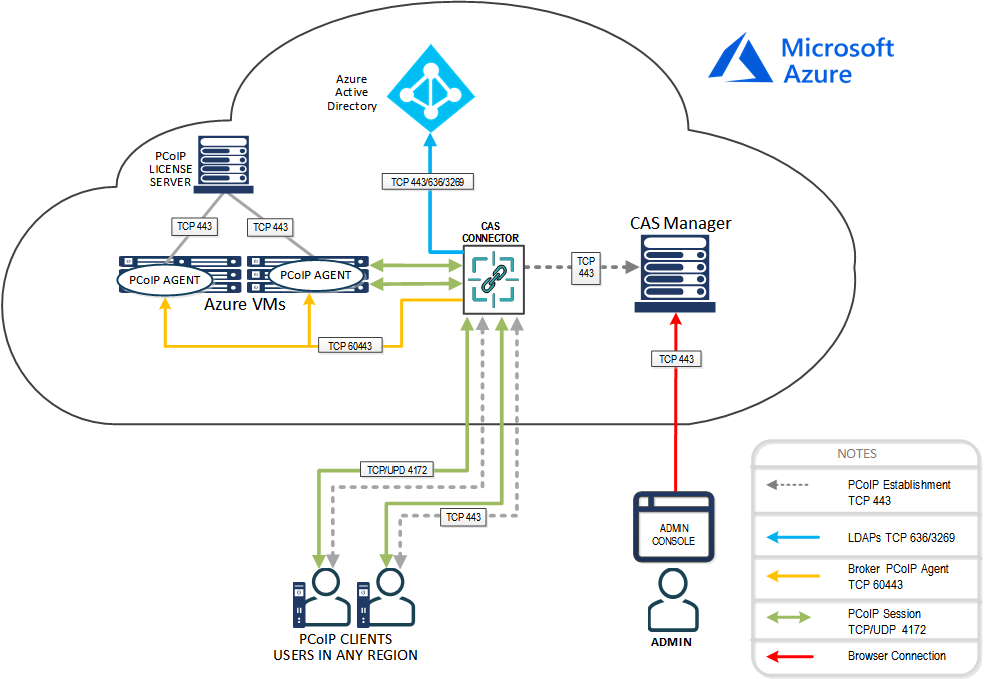 Microsoft
Azure
Azure
Active
Directory
PCoIP
LICENSE
SERVER
TCP 443/636/3269
TCP 443
TCP 443
CAS
CONNECTOR
CAS Manager
PCoIP AGENT
PCoIP AGENT
Azure VMs
TCP
443
TCP 60443
TCP 443
TCP/UPD 4172
TCP 443
ADMIN
CONSOLE
PCoIP CLIENTS
USERS IN ANY REGION
ADMIN
NOTES
PCoIP Establishment
TCP 443
LDAPs TCP 636/3269
Broker PCoIP Agent
TCP 60443
PCoIP Session
TCP/UDP 4172
Browser Connection